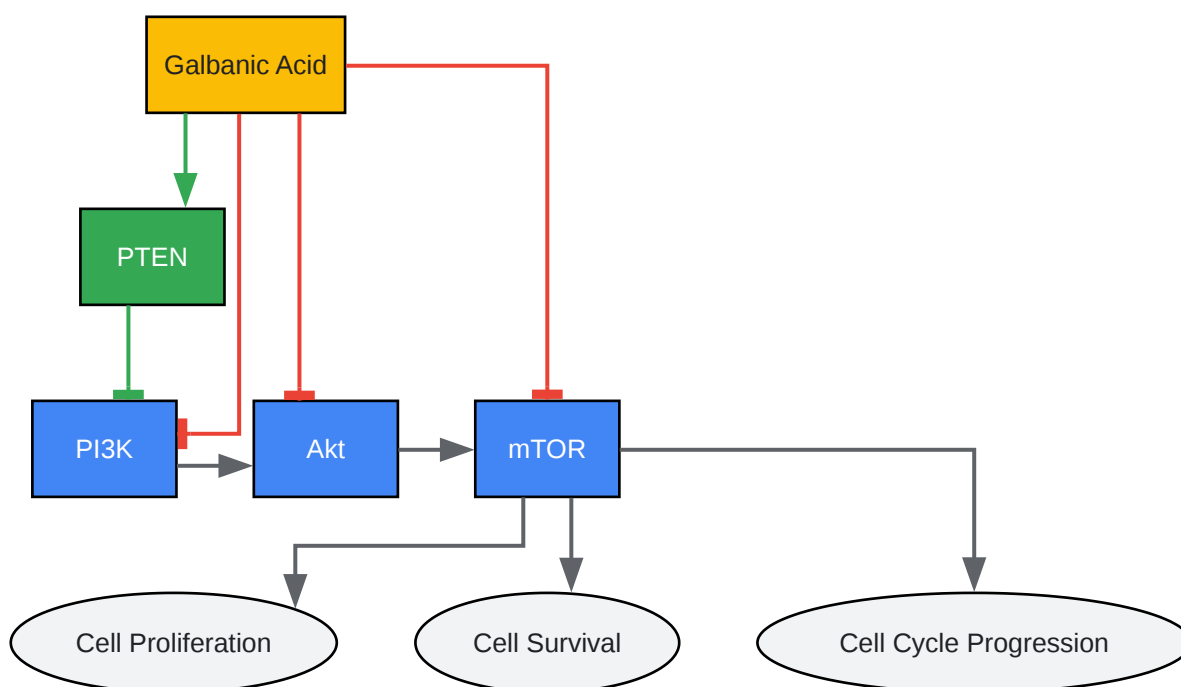 Galbanic Acid
PTEN
PI3K
Akt
mTOR
Cell Proliferation
Cell Survival
Cell Cycle Progression